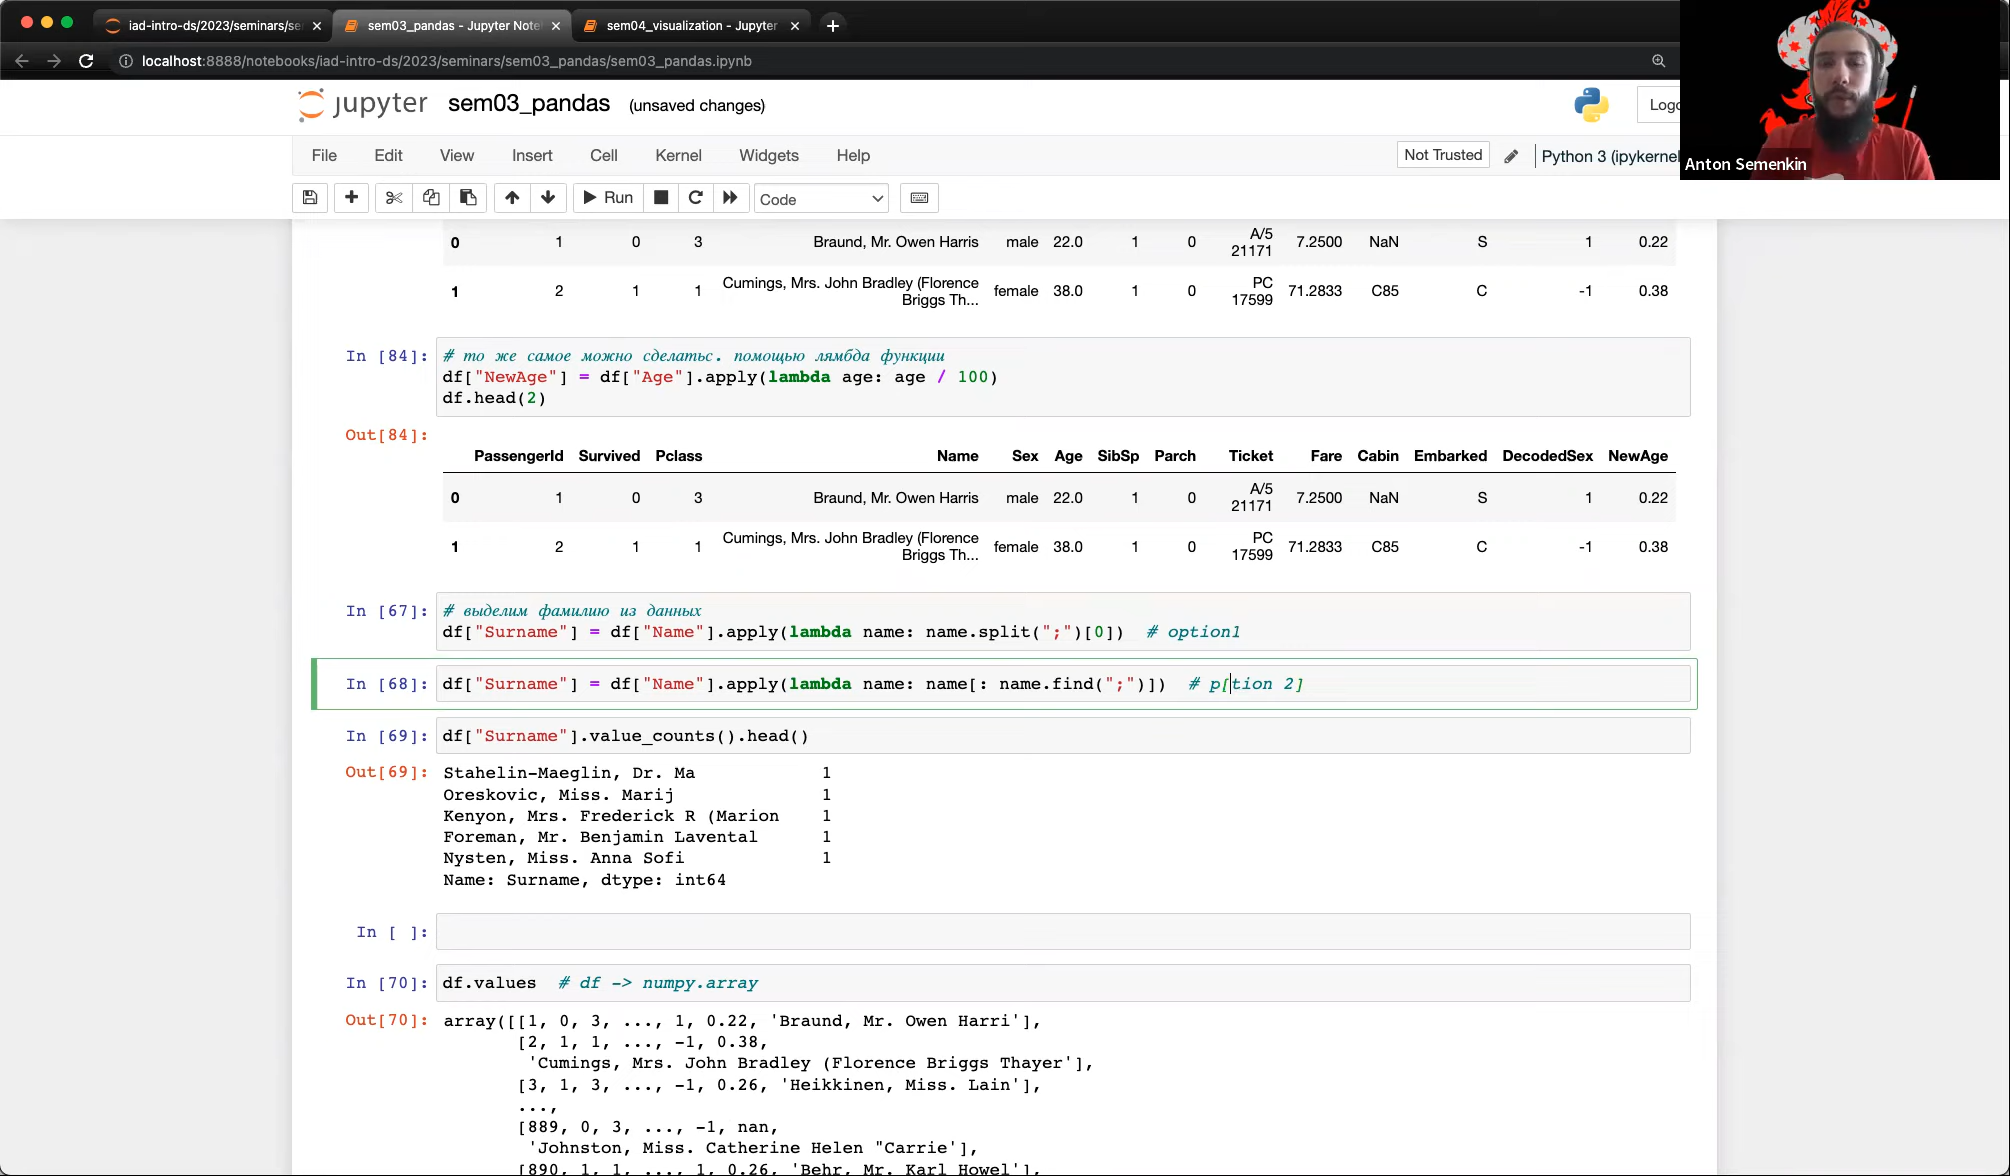 iad-intro-ds/2023/seminars/se
sem03_pandas - Jupyter Note
sem04_visualization - Jupyter
localhost:8888/notebooks/iad-intro-ds/2023/seminars/sem03_pandas/sem03_pandas.ipynb
jupyter sem03_pandas (unsaved changes)
Logo
File Edit View Insert Cell Kernel Widgets Help
Not Trusted
Python 3 (ipykernel
Anton Semenkin
Run
Code
0 1 0 3 Braund, Mr. Owen Harris male 22.0 1 0 A/5 7.2500 NaN S 1 0.22
21171
1 2 1 1 Cumings, Mrs. John Bradley (Florence female 38.0 1 0 PC 71.2833 C85 C -1 0.38
Briggs Th... 17599
In [84]: # то же самое можно сделатьс. помощью лямбда функции
df["NewAge"] = df["Age"].apply(lambda age: age / 100)
df.head(2)
Out[84]:
PassengerId Survived Pclass Name Sex Age SibSp Parch Ticket Fare Cabin Embarked DecodedSex NewAge
0 1 0 3 Braund, Mr. Owen Harris male 22.0 1 0 A/5 7.2500 NaN S 1 0.22
21171
1 2 1 1 Cumings, Mrs. John Bradley (Florence female 38.0 1 0 PC 71.2833 C85 C -1 0.38
Briggs Th... 17599
In [67]: # выделим фамилию из данных
df["Surname"] = df["Name"].apply(lambda name: name.split(";")[0]) # option1
In [68]: df["Surname"] = df["Name"].apply(lambda name: name[: name.find(";")]) # p[tion 2]
In [69]: df["Surname"].value_counts().head()
Out[69]: Stahelin-Maeglin, Dr. Ma 1
Oreskovic, Miss. Marij 1
Kenyon, Mrs. Frederick R (Marion 1
Foreman, Mr. Benjamin Lavental 1
Nysten, Miss. Anna Sofi 1
Name: Surname, dtype: int64
In [ ]:
In [70]: df.values # df -> numpy.array
Out[70]: array([[1, 0, 3, ..., 1, 0.22, 'Braund, Mr. Owen Harri'],
[2, 1, 1, ..., -1, 0.38,
'Cumings, Mrs. John Bradley (Florence Briggs Thayer'],
[3, 1, 3, ..., -1, 0.26, 'Heikkinen, Miss. Lain'],
...,
[889, 0, 3, ..., -1, nan,
'Johnston, Miss. Catherine Helen "Carrie'],
[890, 1, 1, ..., 1, 0.26, 'Behr, Mr. Karl Howel'],